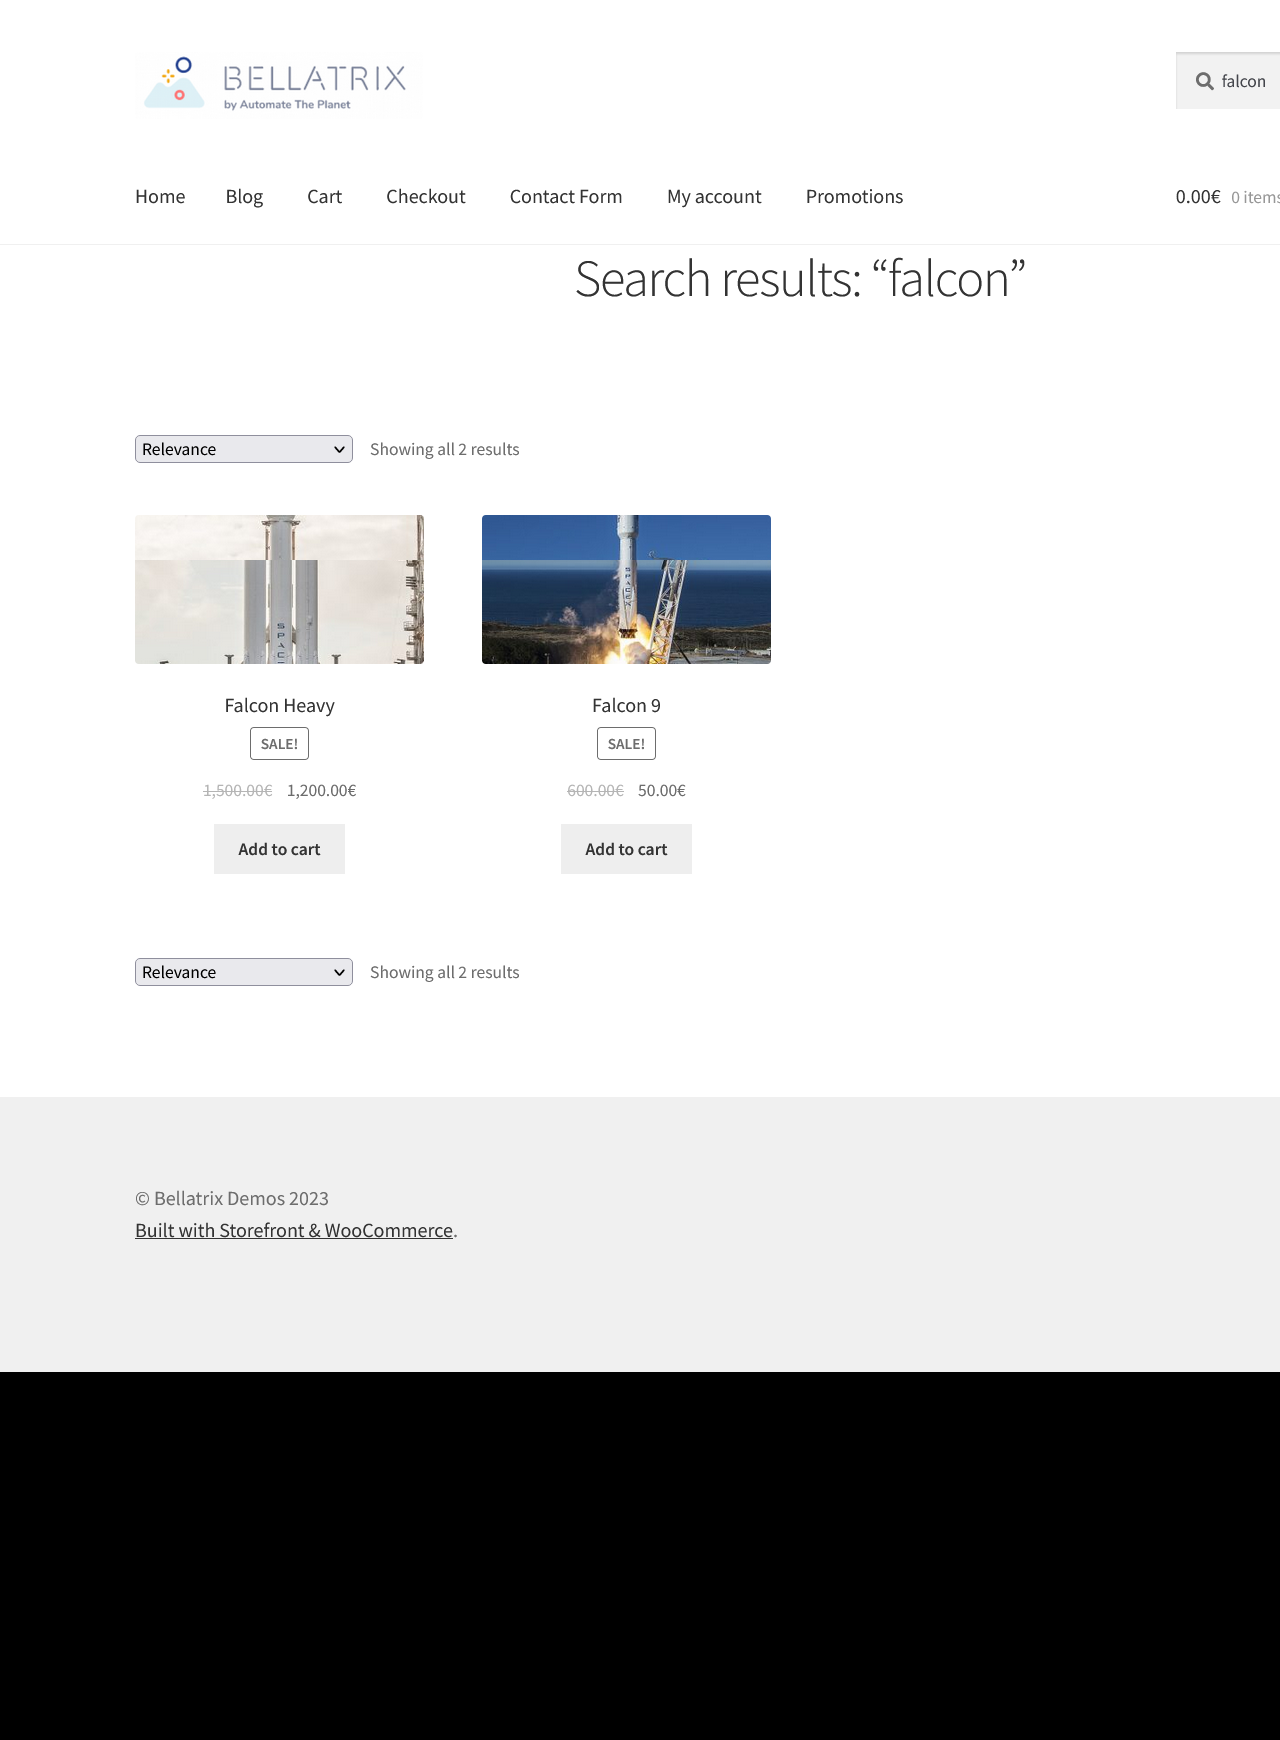 BELLATRIX
by Automate The Planet
falcon
Home Blog Cart Checkout Contact Form My account Promotions
0.00€ 0 items
Search results: “falcon”
Relevance Showing all 2 results
SPACE
SPACEX
Falcon Heavy
SALE!
1,500.00€ 1,200.00€
Add to cart
Falcon 9
SALE!
600.00€ 50.00€
Add to cart
Relevance Showing all 2 results
© Bellatrix Demos 2023
Built with Storefront & WooCommerce.